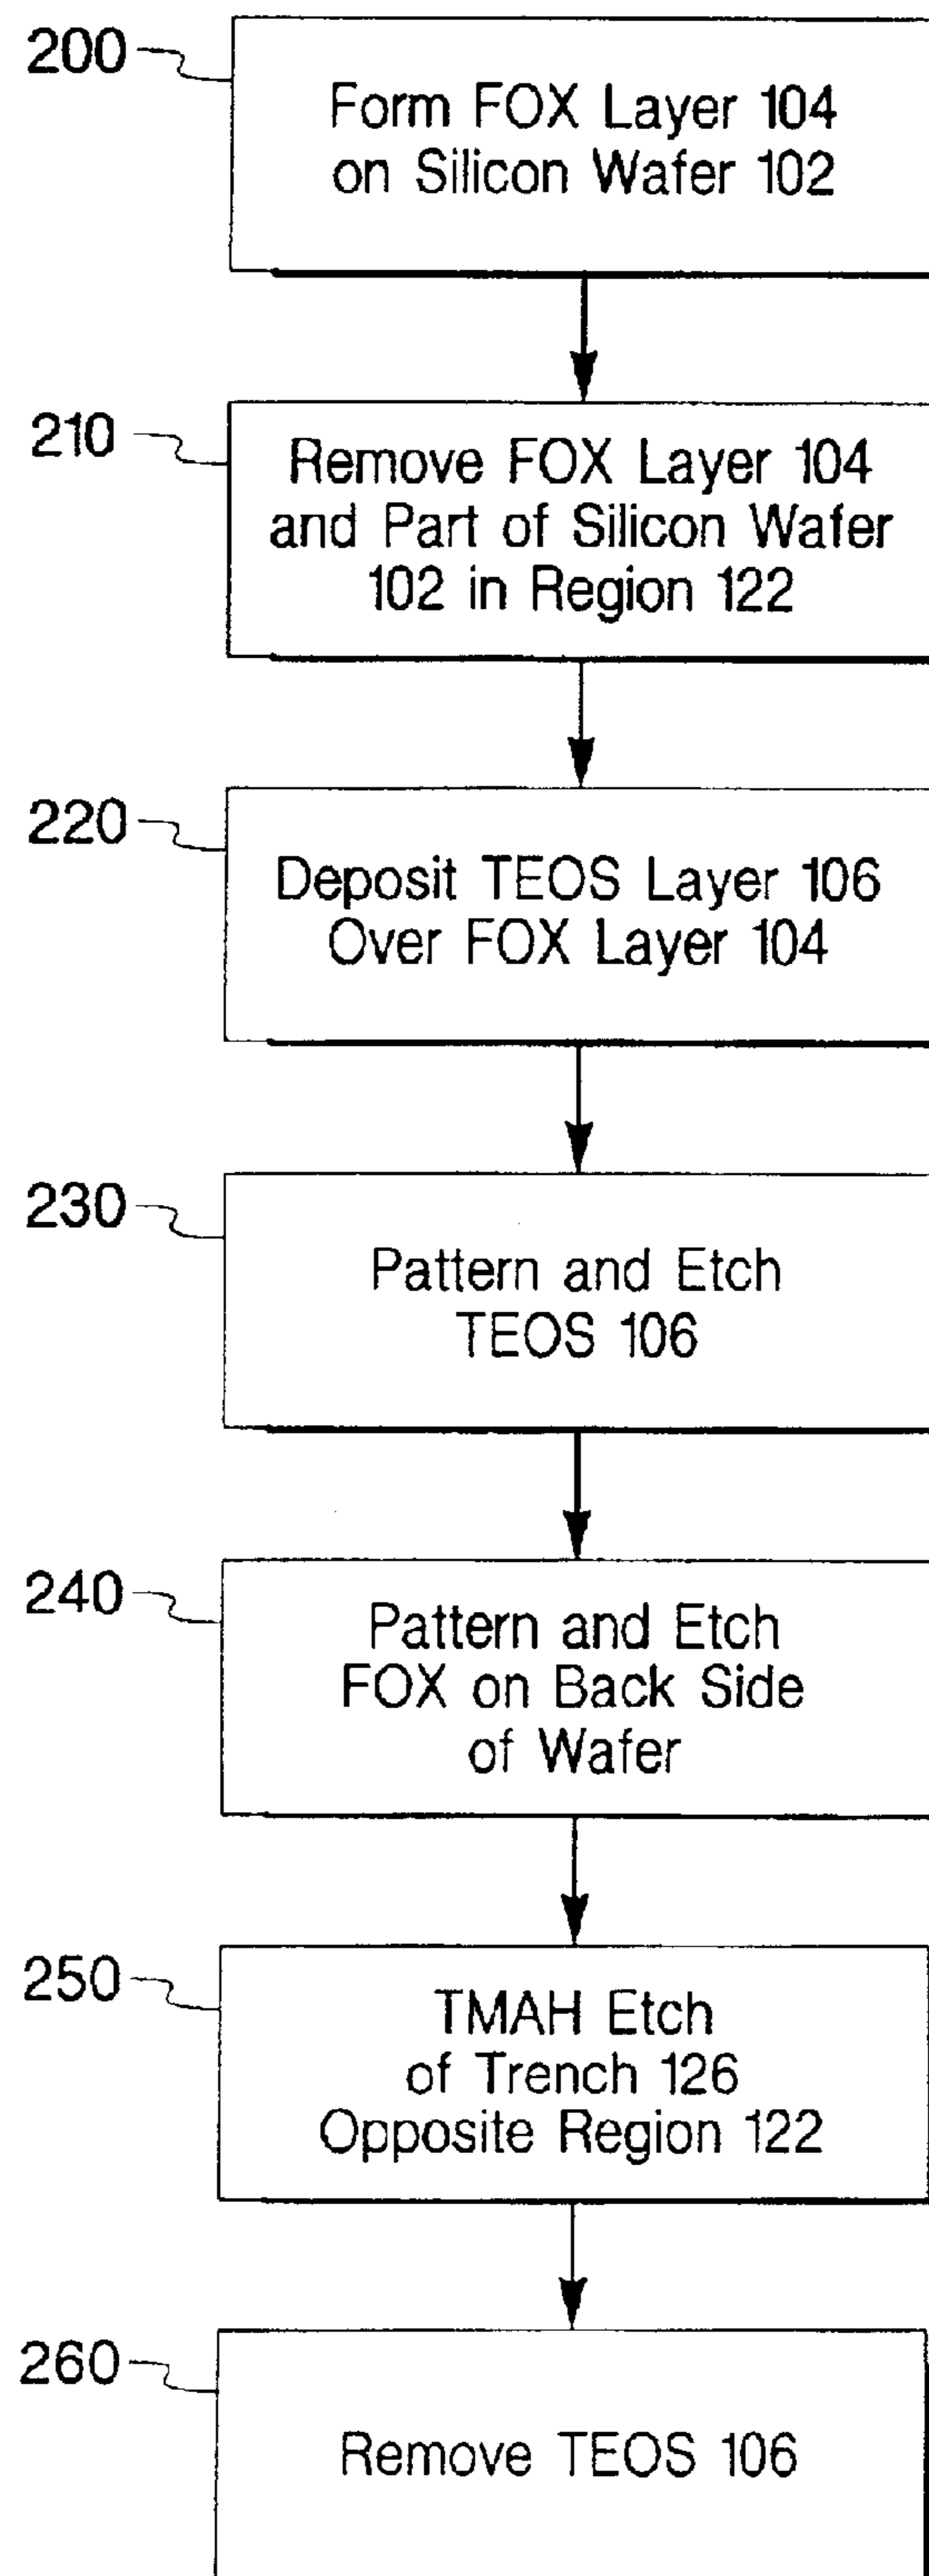 200
Form FOX Layer 104
on Silicon Wafer 102
210
Remove FOX Layer 104
and Part of Silicon Wafer
102 in Region 122
220
Deposit TEOS Layer 106
Over FOX Layer 104
230
Pattern and Etch
TEOS 106
240
Pattern and Etch
FOX on Back Side
of Wafer
250
TMAH Etch
of Trench 126
Opposite Region 122
260
Remove TEOS 106